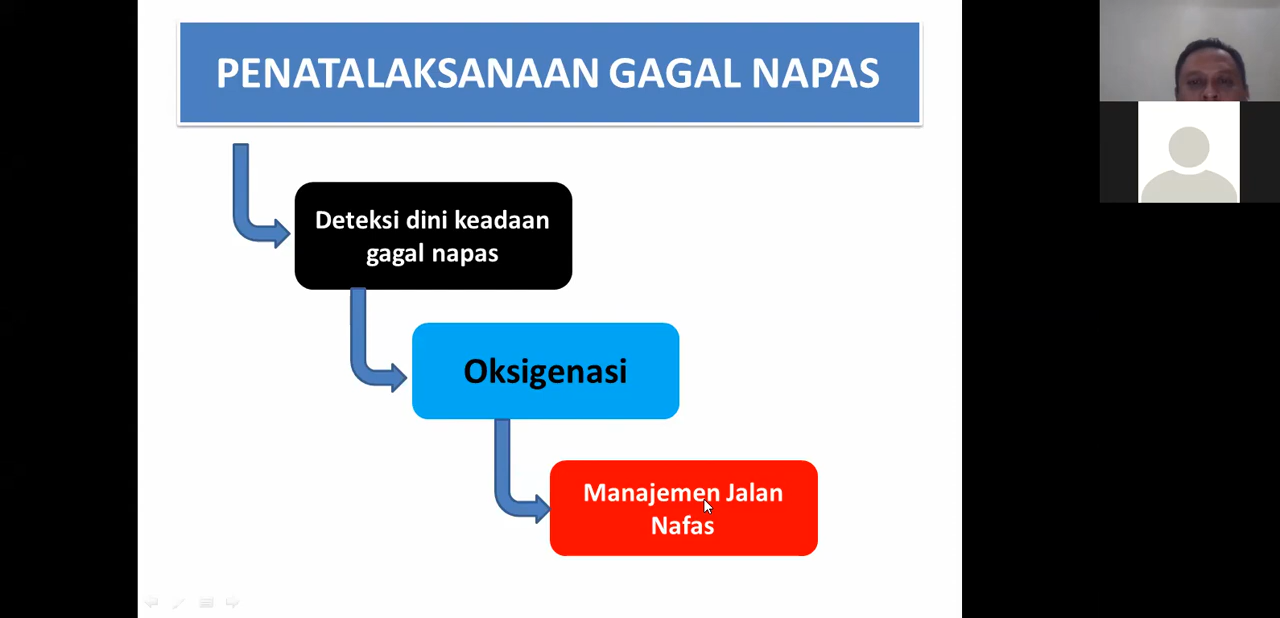 PENATALAKSANAAN GAGAL NAPAS
Deteksi dini keadaan
gagal napas
Oksigenasi
Manajemen Jalan
Nafas